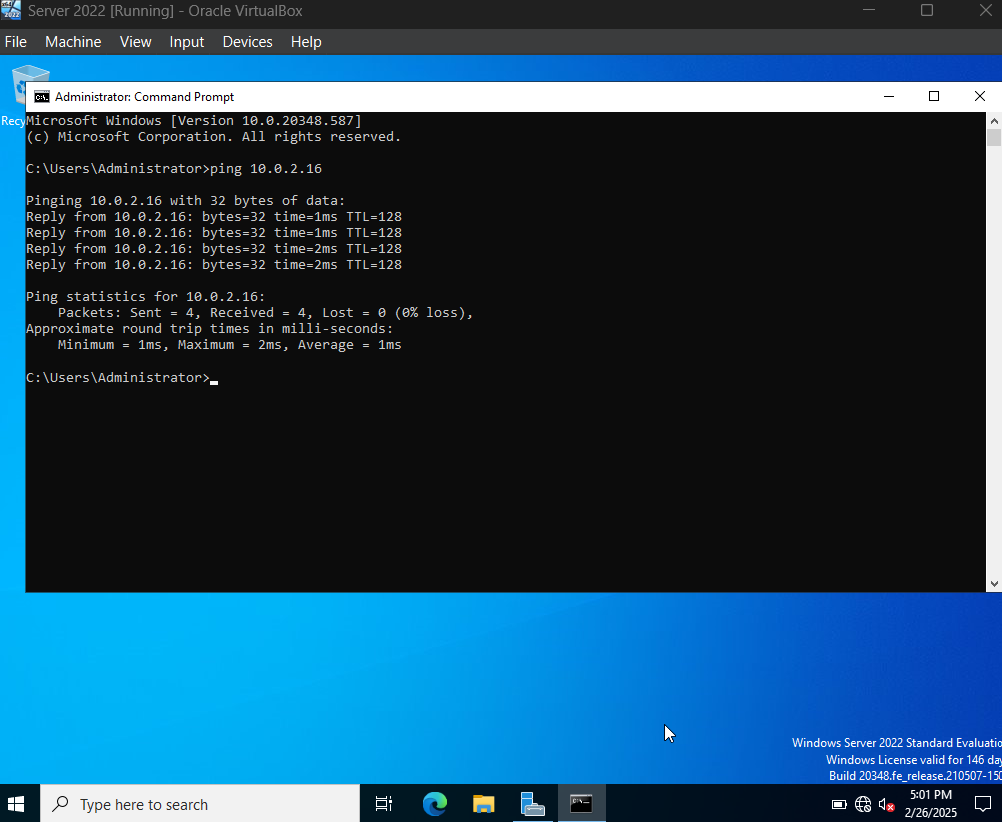 Server 2022 [Running] - Oracle VirtualBox
File Machine View Input Devices Help
Administrator: Command Prompt
Recy
Microsoft Windows [Version 10.0.20348.587]
(c) Microsoft Corporation. All rights reserved.
C:\Users\Administrator>ping 10.0.2.16
Pinging 10.0.2.16 with 32 bytes of data:
Reply from 10.0.2.16: bytes=32 time=1ms TTL=128
Reply from 10.0.2.16: bytes=32 time=1ms TTL=128
Reply from 10.0.2.16: bytes=32 time=2ms TTL=128
Reply from 10.0.2.16: bytes=32 time=2ms TTL=128
Ping statistics for 10.0.2.16:
Packets: Sent = 4, Received = 4, Lost = 0 (0% loss),
Approximate round trip times in milli-seconds:
Minimum = 1ms, Maximum = 2ms, Average = 1ms
C:\Users\Administrator>
Windows Server 2022 Standard Evaluatio
Windows License valid for 146 day
Build 20348.fe_release.210507-150
Type here to search
5:01 PM
2/26/2025